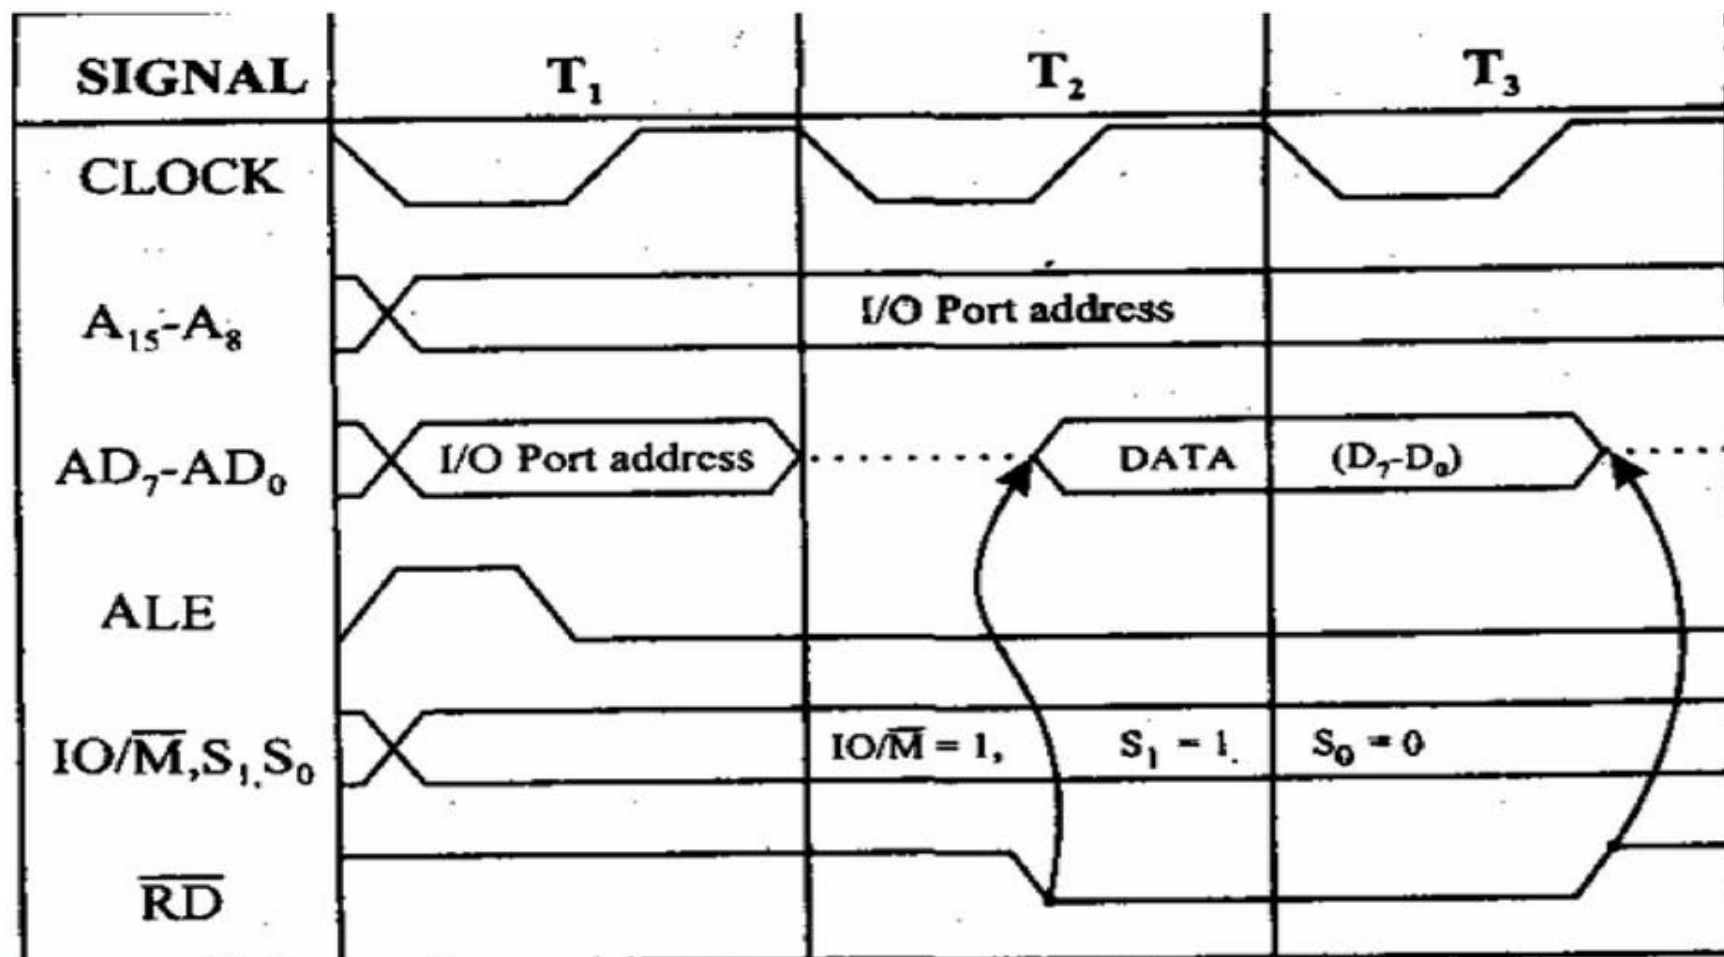 SIGNAL T₁ T₂ T₃
CLOCK
A₁₅-A₈ I/O Port address
AD₇-AD₀ I/O Port address DATA (D₇-D₀)
ALE
IO/M̅,S₁,S₀ IO/M̅ = 1, S₁ = 1. S₀ = 0
R̅D̅